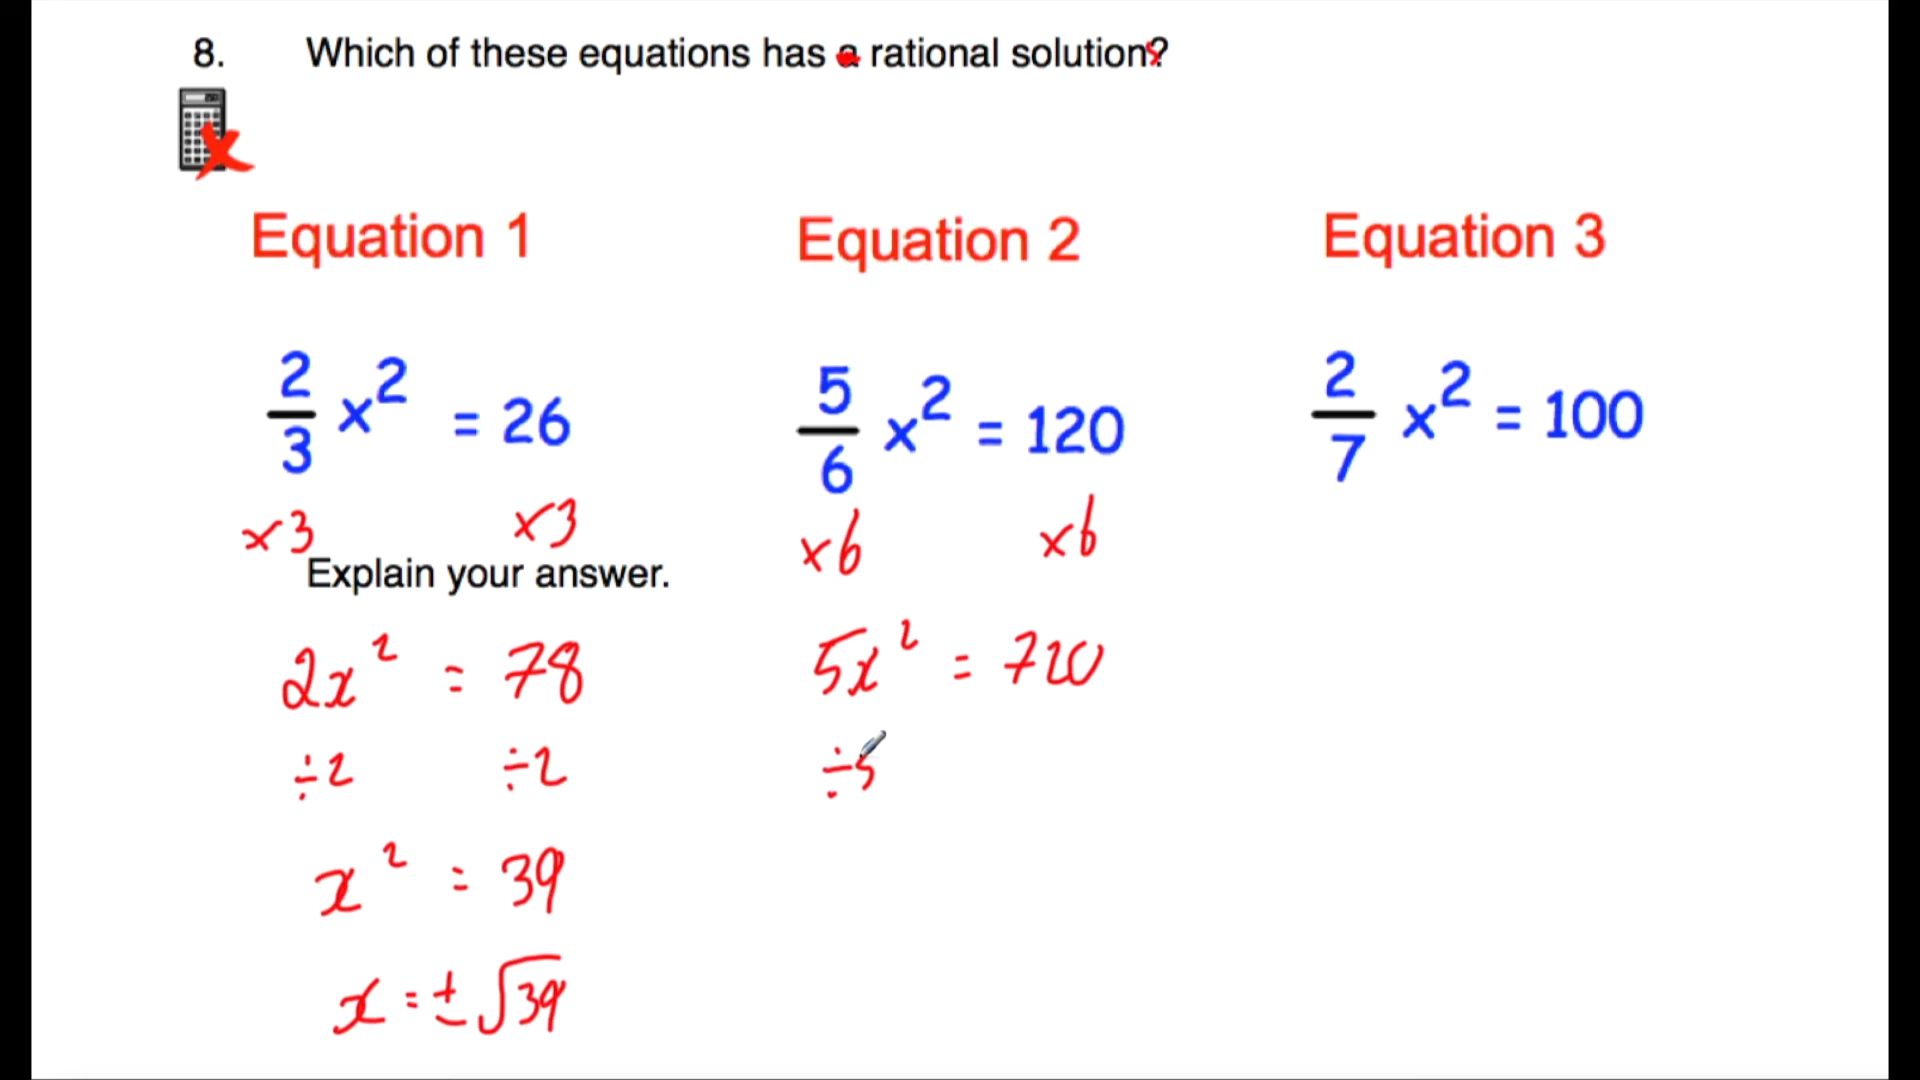 8. Which of these equations has a rational solutions?
Equation 1 Equation 2 Equation 3
2/3 x² = 26 5/6 x² = 120 2/7 x² = 100
×3 ×3 ×6 ×6
Explain your answer.
2x² = 78 5x² = 720
÷2 ÷2 ÷5
x² = 39
x = ± √39